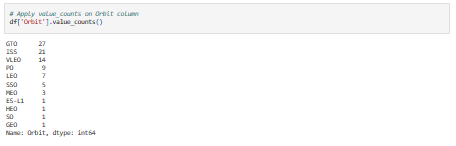 # Apply value_counts on Orbit column
df['Orbit'].value_counts()
GTO 27
ISS 21
VLEO 14
PO 9
LEO 7
SSO 5
MEO 3
ES-L1 1
HEO 1
SO 1
GEO 1
Name: Orbit, dtype: int64